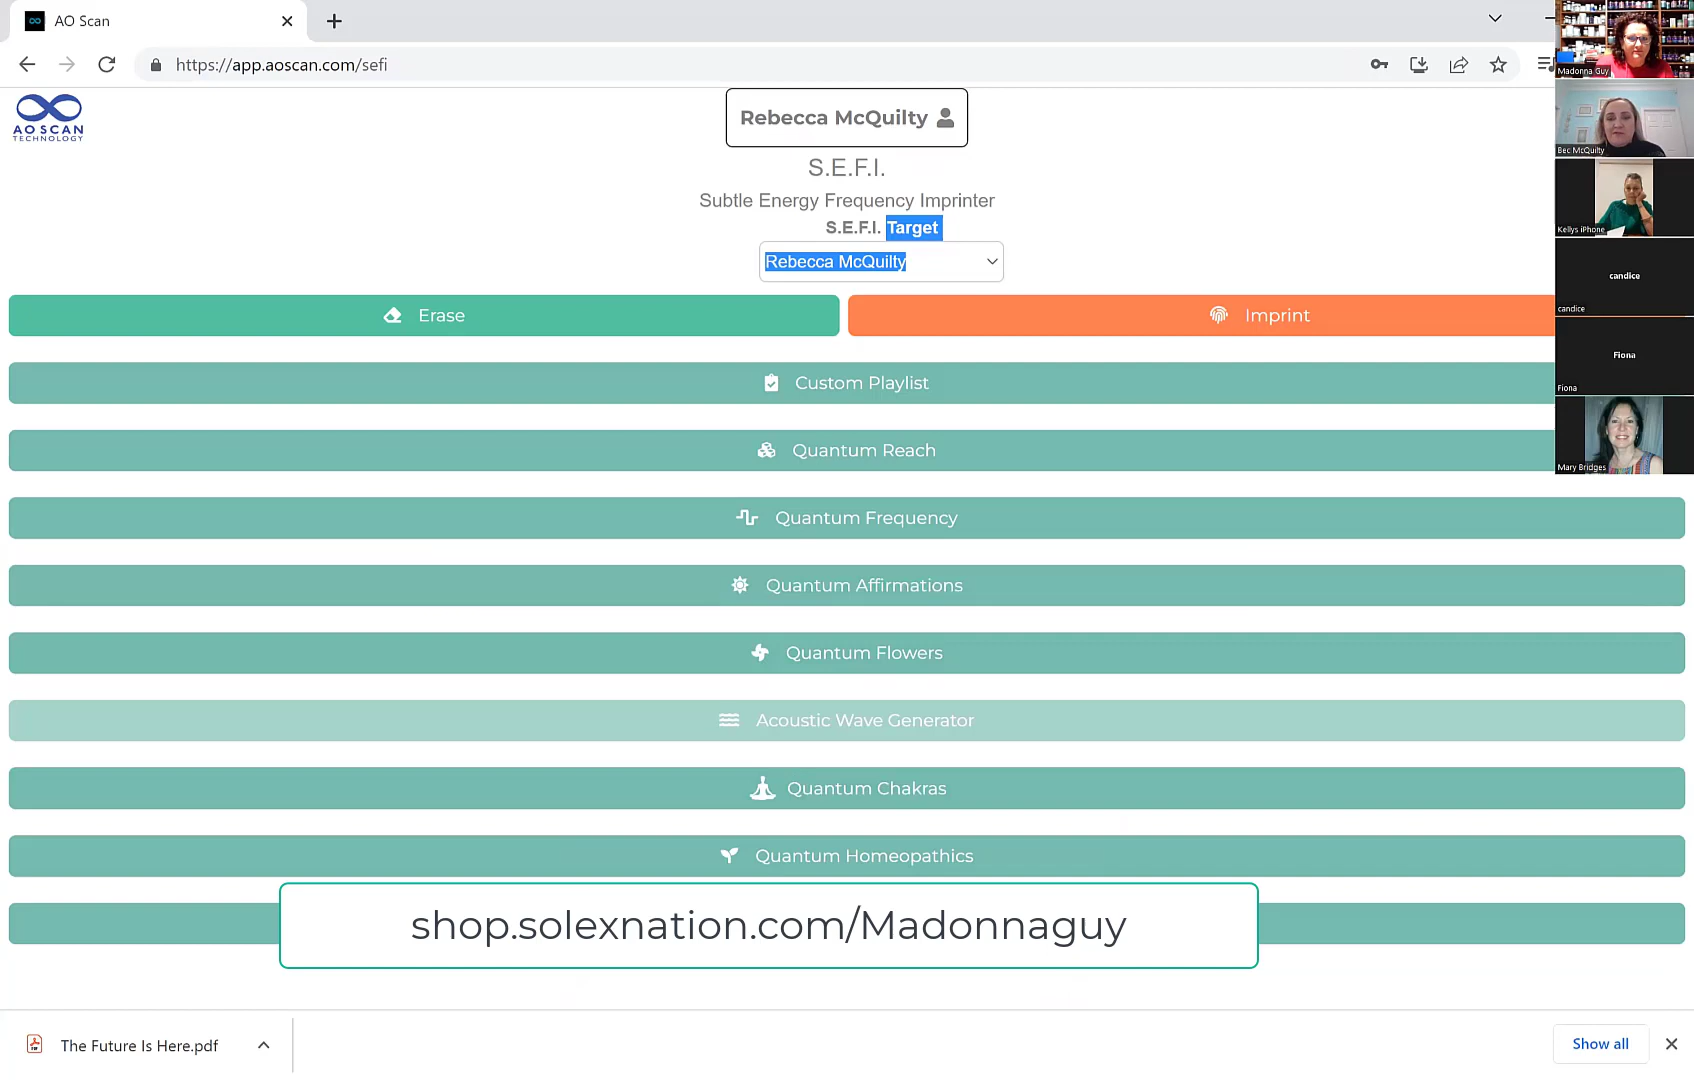 AO Scan
https://app.aoscan.com/sefi
AO SCAN
TECHNOLOGY
Rebecca McQuilty
S.E.F.I.
Subtle Energy Frequency Imprinter
S.E.F.I. Target
Rebecca McQuilty
Erase
Imprint
Custom Playlist
Quantum Reach
Quantum Frequency
Quantum Affirmations
Quantum Flowers
Acoustic Wave Generator
Quantum Chakras
Quantum Homeopathics
shop.solexnation.com/Madonnaguy
The Future Is Here.pdf
Show all
Madonna Guy
Bec McQuilty
Kellys iPhone
candice
candice
Fiona
Fiona
Mary Bridges